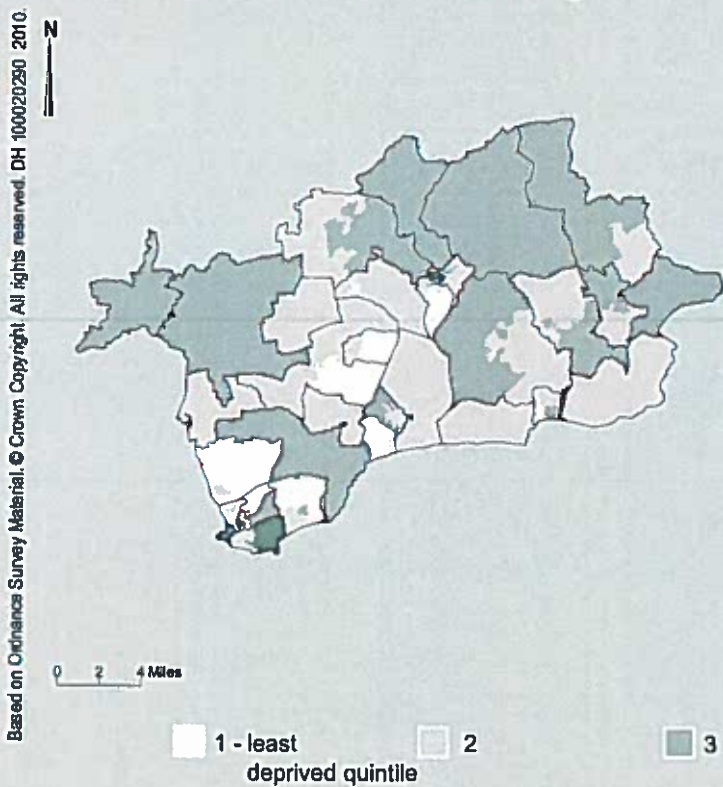 Based on Ordnance Survey Material. © Crown Copyright. All rights reserved. DH 100020290 2010.
N
0 2 4 Miles
1 - least
deprived quintile
2
3